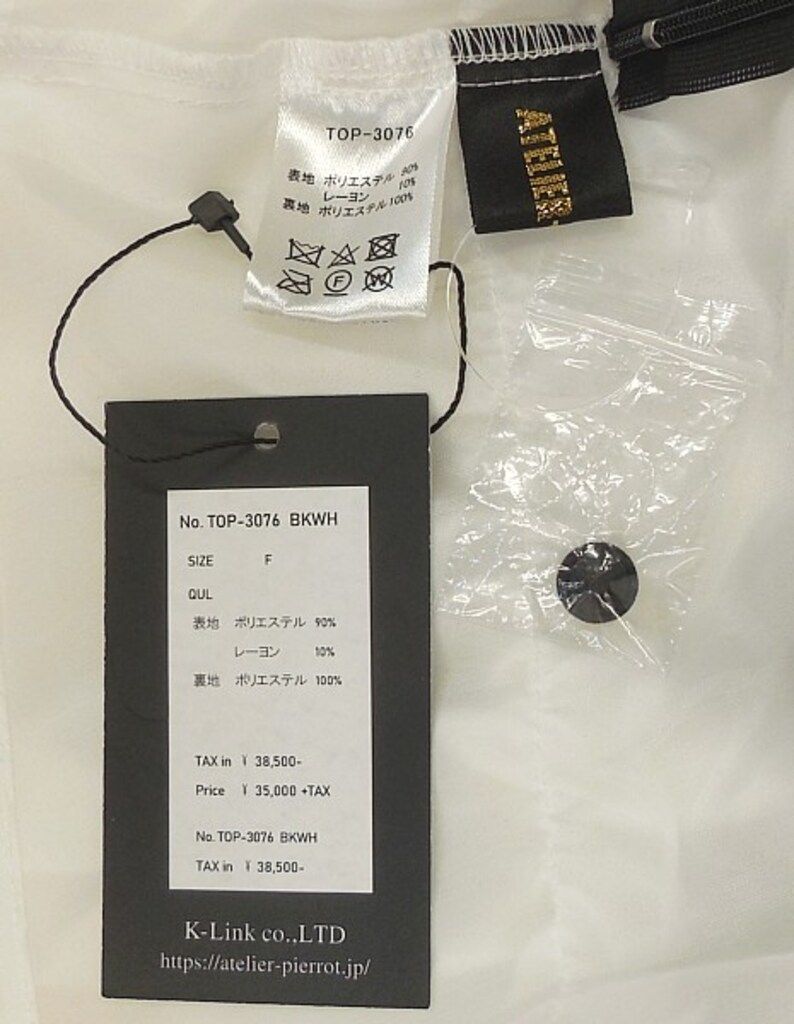 TOP-3076
表地 ポリエステル 90%
レーヨン 10%
裏地 ポリエステル 100%
F
W
ATELIER
No. TOP-3076 BKWH
SIZE F
QUL
表地 ポリエステル 90%
レーヨン 10%
裏地 ポリエステル 100%
TAX in ¥ 38,500-
Price ¥ 35,000 +TAX
No. TOP-3076 BKWH
TAX in ¥ 38,500-
K-Link co.,LTD
https://atelier-pierrot.jp/